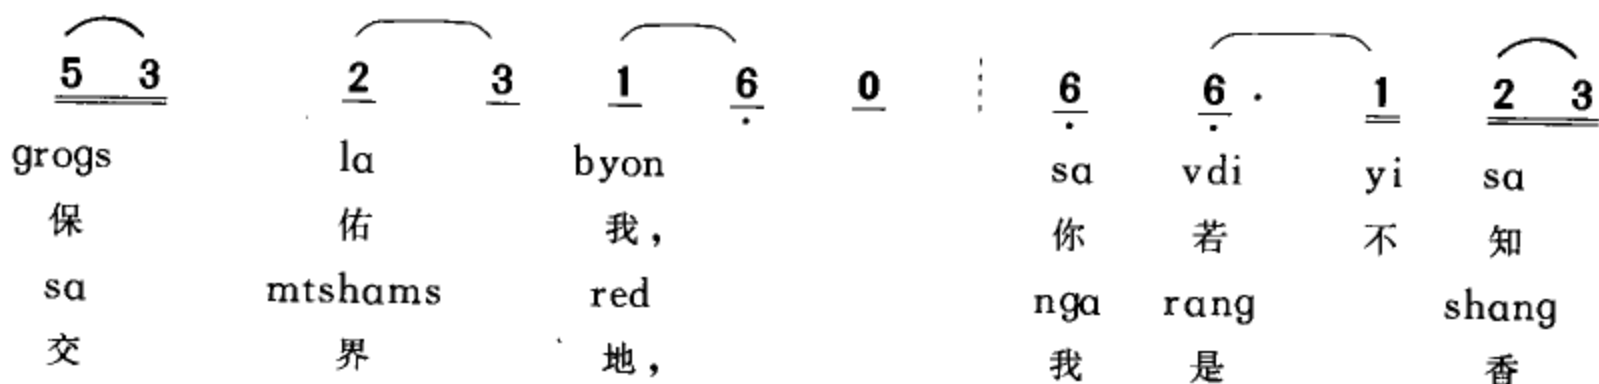 5 3 2 3 1 6 0 6 6 · 1 2 3
grogs la byon sa vdi yi sa
保 佑 我， 你 若 不 知
sa mtshams red nga rang shang
交 界 地， 我 是 香